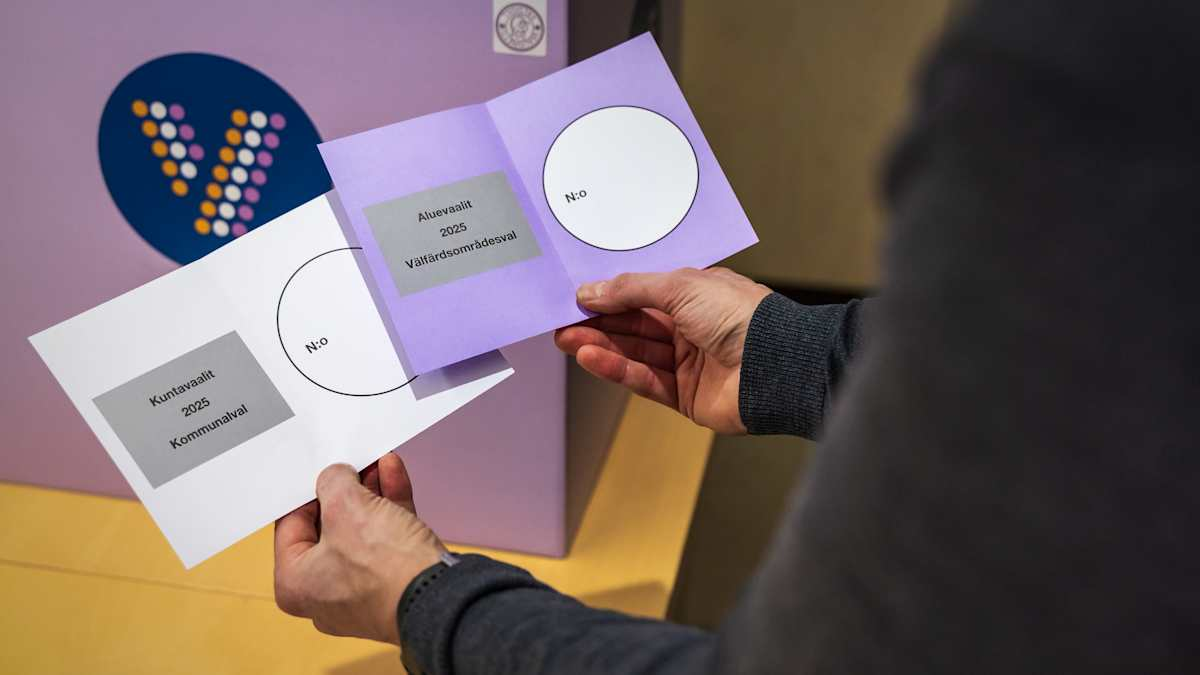 Aluevaalit
2025
Välfärdsområdesval
N:o
Kuntavaalit
2025
Kommunalval
N:o